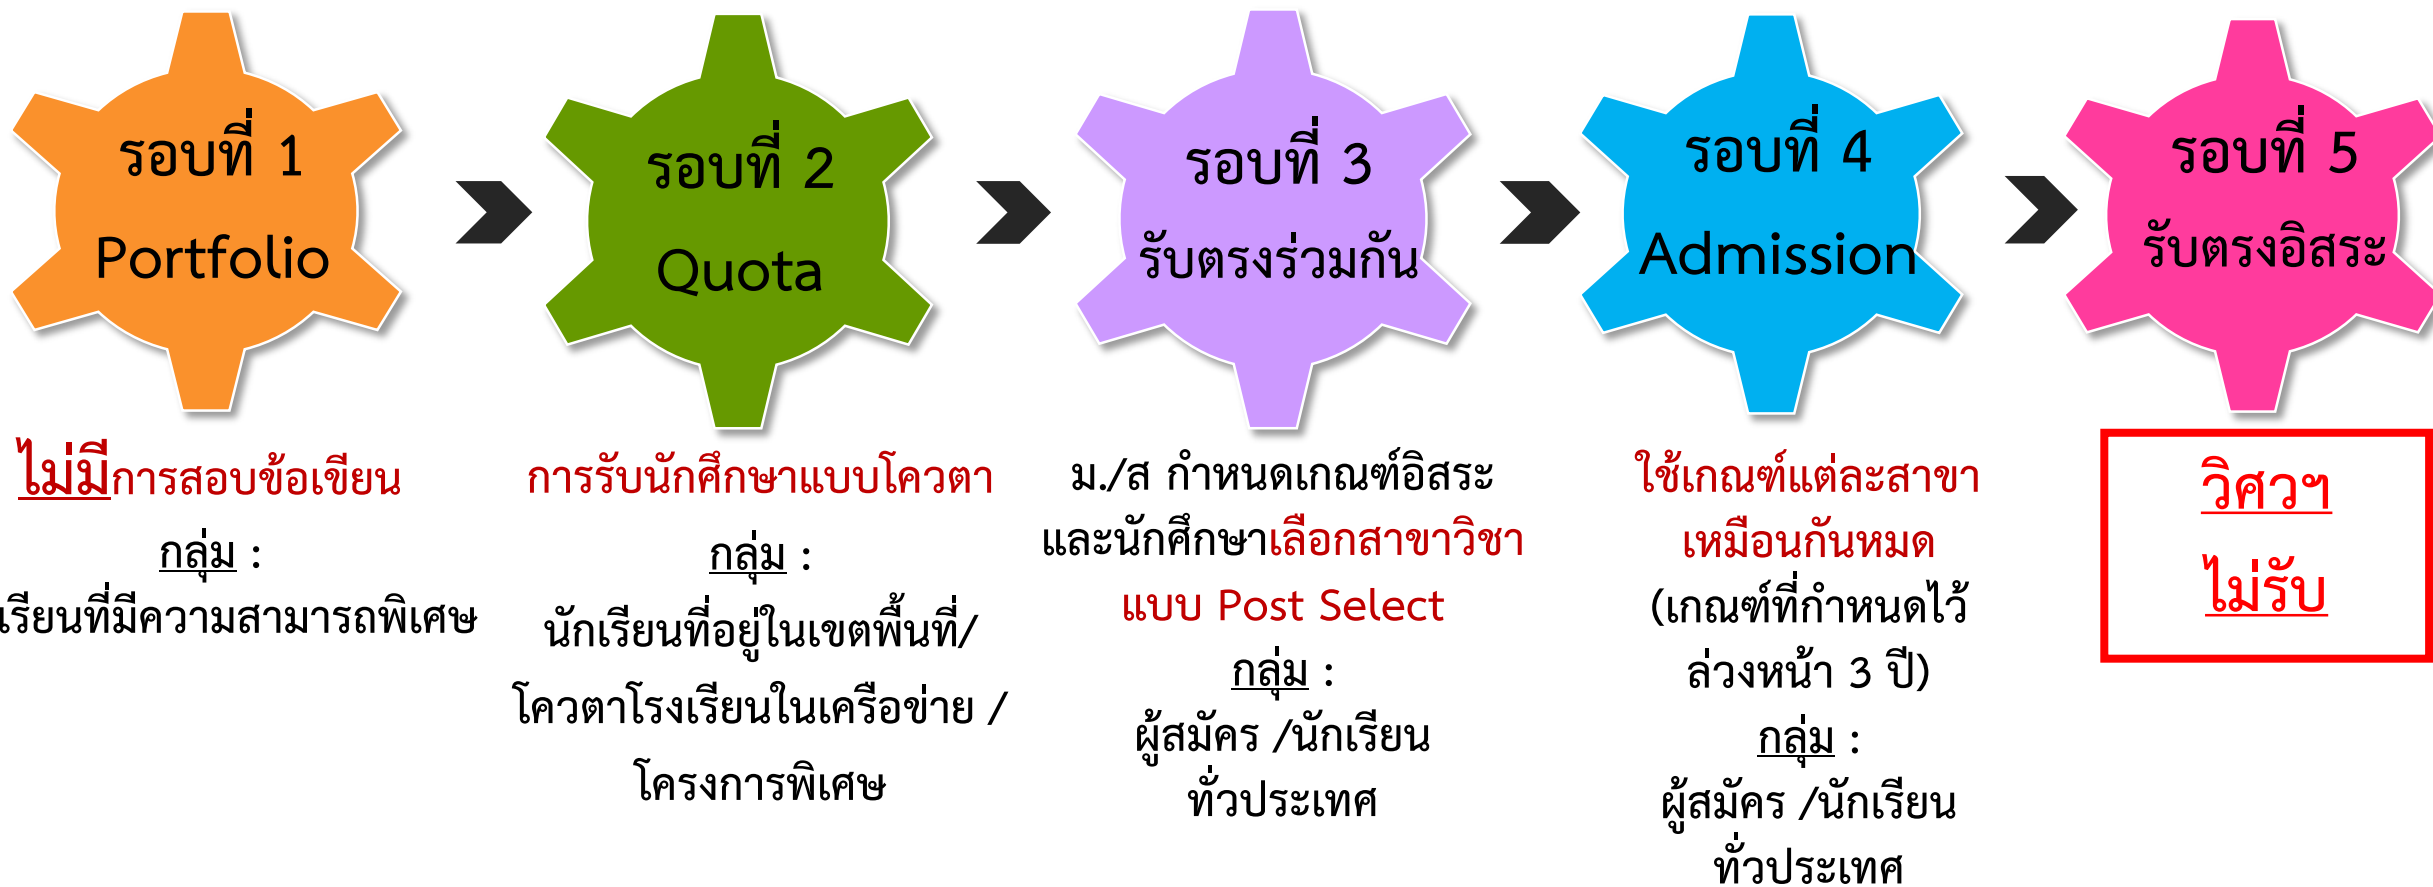 รอบที่ 1
Portfolio
ไม่มีการสอบข้อเขียน
กลุ่ม :
เรียนที่มีความสามารถพิเศษ
รอบที่ 2
Quota
การรับนักศึกษาแบบโควตา
กลุ่ม :
นักเรียนที่อยู่ในเขตพื้นที่/
โควตาโรงเรียนในเครือข่าย /
โครงการพิเศษ
รอบที่ 3
รับตรงร่วมกัน
ม./ส กำหนดเกณฑ์อิสระ
และนักศึกษาเลือกสาขาวิชา
แบบ Post Select
กลุ่ม :
ผู้สมัคร /นักเรียน
ทั่วประเทศ
รอบที่ 4
Admission
ใช้เกณฑ์แต่ละสาขา
เหมือนกันหมด
(เกณฑ์ที่กำหนดไว้
ล่วงหน้า 3 ปี)
กลุ่ม :
ผู้สมัคร /นักเรียน
ทั่วประเทศ
รอบที่ 5
รับตรงอิสระ
วิศวฯ
ไม่รับ